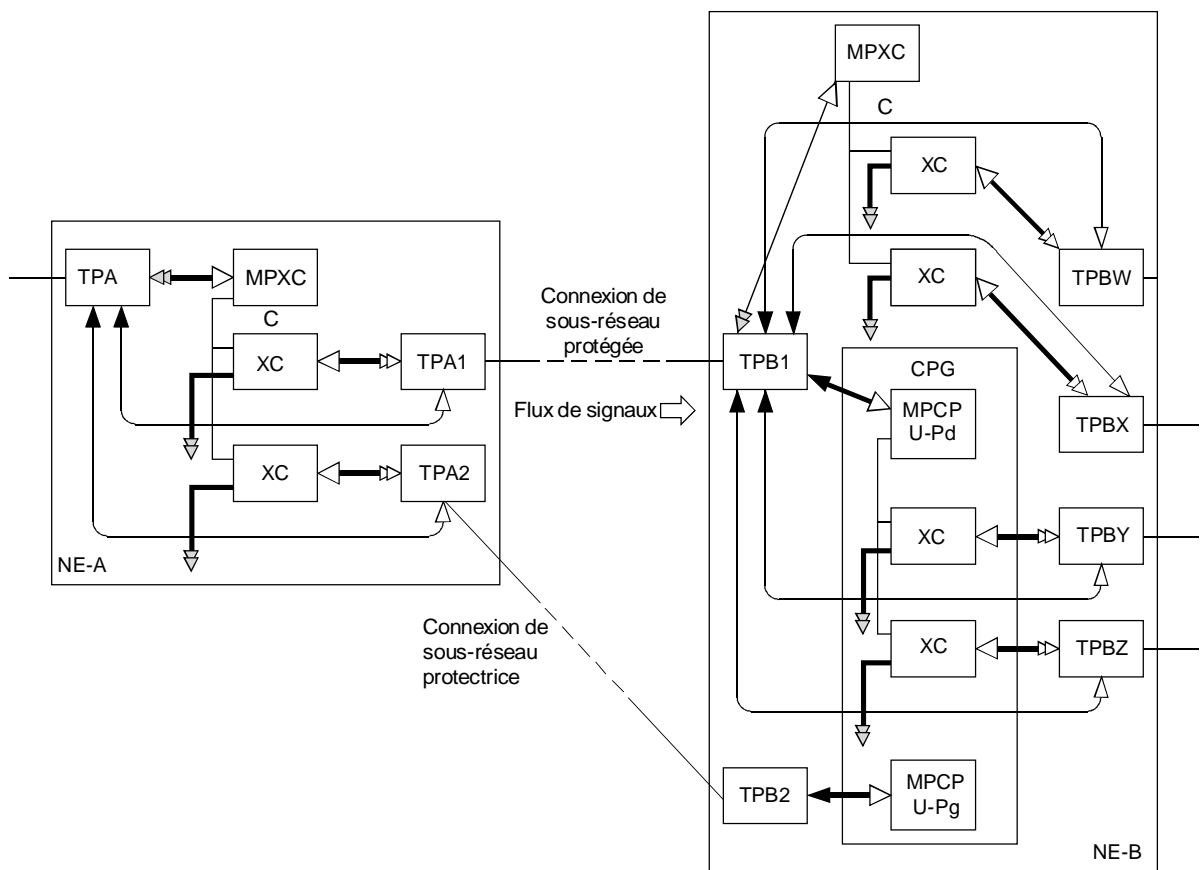 MPXC
C
XC
TPBW
XC
TPA
MPXC
C
XC
TPA1
Connexion de
sous-réseau
protégée
TPB1
CPG
MPCP
U-Pd
TPBX
Flux de signaux
XC
TPA2
NE-A
XC
TPBY
Connexion de
sous-réseau
protectrice
XC
TPBZ
TPB2
MPCP
U-Pg
NE-B